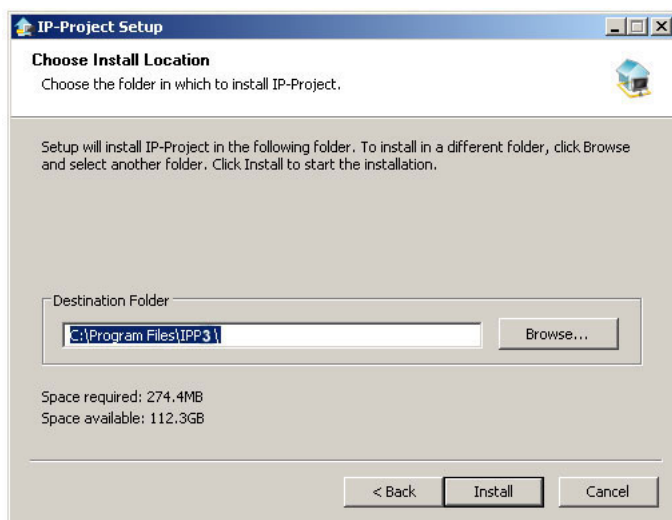 IP-Project Setup
Choose Install Location
Choose the folder in which to install IP-Project.
Setup will install IP-Project in the following folder. To install in a different folder, click Browse
and select another folder. Click Install to start the installation.
Destination Folder
C:\Program Files\IPP3\
Browse...
Space required: 274.4MB
Space available: 112.3GB
< Back
Install
Cancel